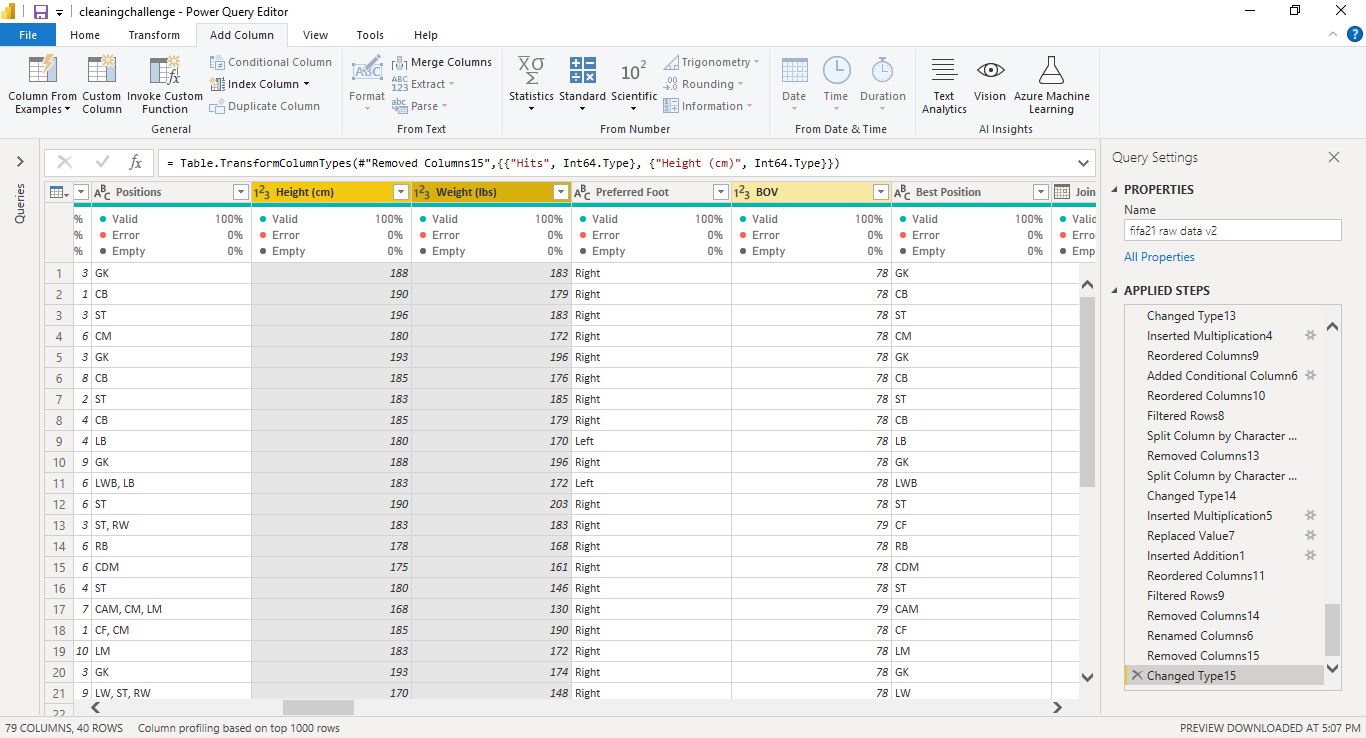 cleaningchallenge - Power Query Editor
File Home Transform Add Column View Tools Help
Column From Examples
Custom Column
Invoke Custom Function
Conditional Column
Index Column
Duplicate Column
General
ABC
Format
Merge Columns
ABC 123 Extract
abc Parse
From Text
XΣσ Statistics
Standard
10² Scientific
Trigonometry
.00 Rounding
Information
From Number
Date
Time
Duration
From Date & Time
Text Analytics
Vision
Azure Machine Learning
AI Insights
Queries
fx = Table.TransformColumnTypes(#"Removed Columns15",{{"Hits", Int64.Type}, {"Height (cm)", Int64.Type}})
Positions Height (cm) Weight (lbs) Preferred Foot BOV Best Position Join
% Valid 100% Valid 100% Valid 100% Valid 100% Valid 100% Valid 100% Valid
% Error 0% Error 0% Error 0% Error 0% Error 0% Error 0% Erro
% Empty 0% Empty 0% Empty 0% Empty 0% Empty 0% Empty 0% Emp
1 3 GK 188 183 Right 78 GK
2 1 CB 190 179 Right 78 CB
3 3 ST 196 183 Right 78 ST
4 6 CM 180 172 Right 78 CM
5 3 GK 193 196 Right 78 GK
6 8 CB 185 176 Right 78 CB
7 2 ST 183 185 Right 78 ST
8 4 CB 185 179 Right 78 CB
9 4 LB 180 170 Left 78 LB
10 9 GK 188 196 Right 78 GK
11 6 LWB, LB 183 172 Left 78 LWB
12 6 ST 190 203 Right 78 ST
13 3 ST, RW 183 183 Right 79 CF
14 6 RB 178 168 Right 78 RB
15 6 CDM 175 161 Right 78 CDM
16 4 ST 180 146 Right 78 ST
17 7 CAM, CM, LM 168 130 Right 79 CAM
18 1 CF, CM 185 190 Right 78 CF
19 10 LM 183 172 Right 78 LM
20 3 GK 193 174 Right 78 GK
21 9 LW, ST, RW 170 148 Right 78 LW
22
Query Settings
PROPERTIES
Name
fifa21 raw data v2
All Properties
APPLIED STEPS
Changed Type13
Inserted Multiplication4
Reordered Columns9
Added Conditional Column6
Reordered Columns10
Filtered Rows8
Split Column by Character ...
Removed Columns13
Split Column by Character ...
Changed Type14
Inserted Multiplication5
Replaced Value7
Inserted Addition1
Reordered Columns11
Filtered Rows9
Removed Columns14
Renamed Columns6
Removed Columns15
Changed Type15
79 COLUMNS, 40 ROWS Column profiling based on top 1000 rows
PREVIEW DOWNLOADED AT 5:07 PM